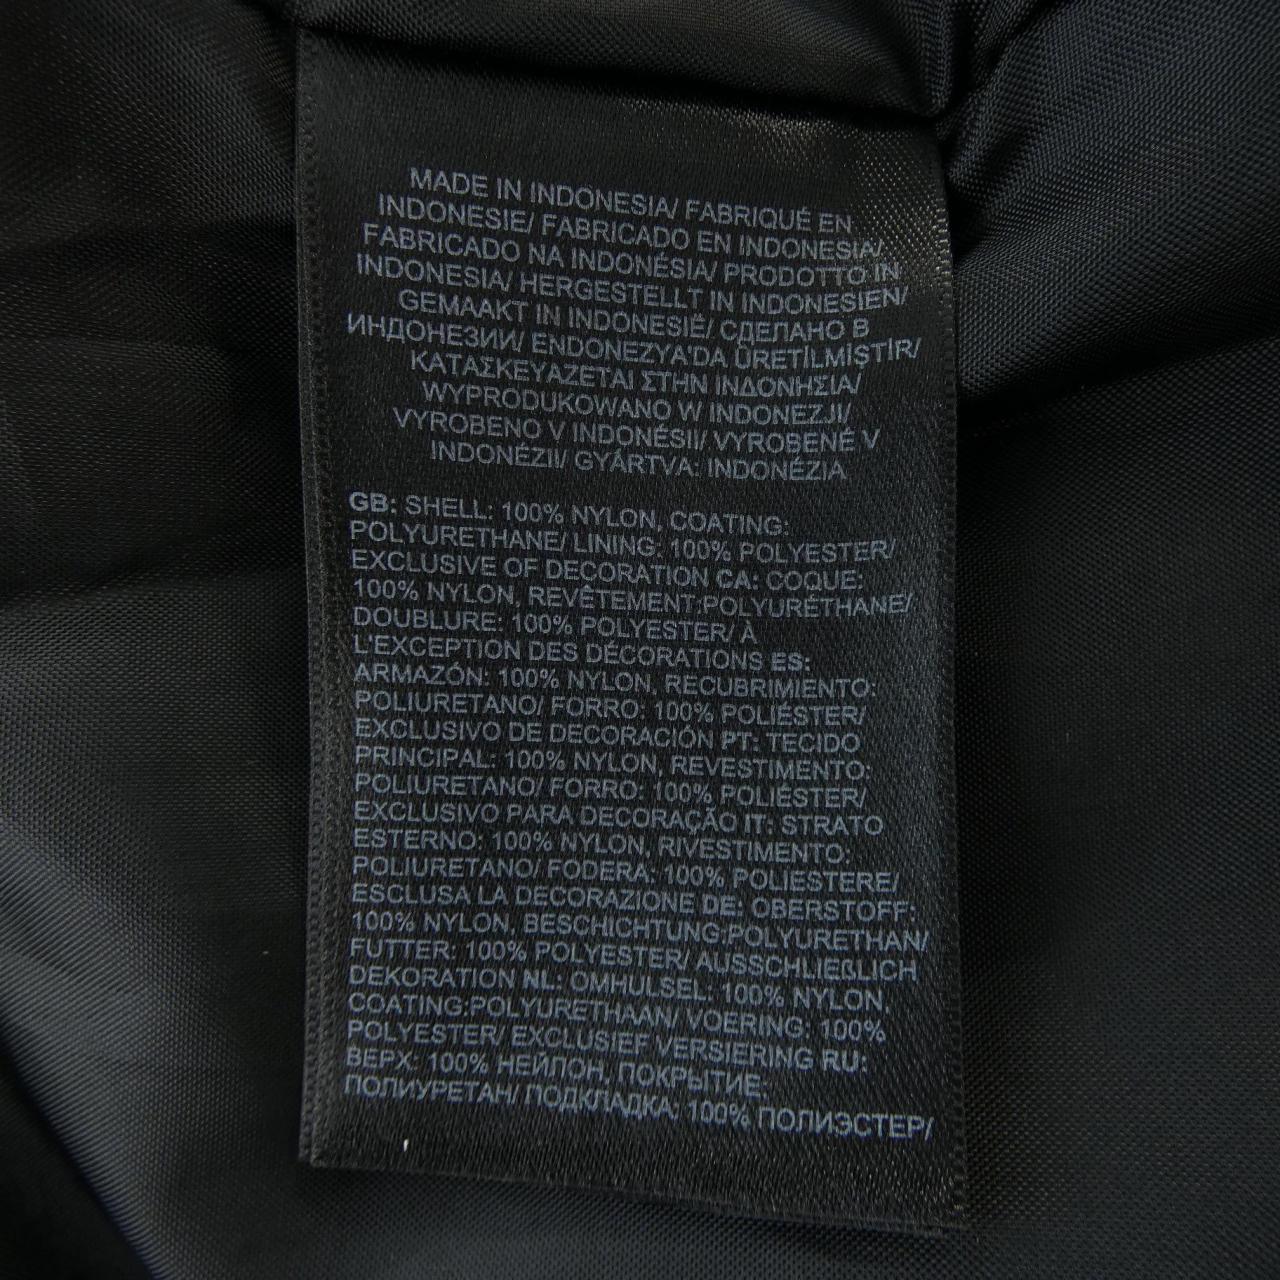 MADE IN INDONESIA/ FABRIQUÉ EN
INDONESIE/ FABRICADO EN INDONESIA/
FABRICADO NA INDONÉSIA/ PRODOTTO IN
INDONESIA/ HERGESTELLT IN INDONESIEN/
GEMAAKT IN INDONESIË/ СДЕЛАНО В
ИНДОНЕЗИИ/ ENDONEZYA'DA ÜRETİLMİSTİR/
ΚΑΤΑΣΚΕΥΑΖΕΤΑΙ ΣΤΗΝ ΙΝΔΟΝΗΣΙΑ/
WYPRODUKOWANO W INDONEZJI/
VYROBENO V INDONÉSII/ VYROBENÉ V
INDONÉZII/ GYÁRTVA: INDONÉZIA
GB: SHELL: 100% NYLON, COATING:
POLYURETHANE/ LINING: 100% POLYESTER/
EXCLUSIVE OF DECORATION CA: COQUE:
100% NYLON, REVÊTEMENT:POLYURÉTHANE/
DOUBLURE: 100% POLYESTER/ À
L'EXCEPTION DES DÉCORATIONS ES:
ARMAZÓN: 100% NYLON, RECUBRIMIENTO:
POLIURETANO/ FORRO: 100% POLIÉSTER/
EXCLUSIVO DE DECORACIÓN PT: TECIDO
PRINCIPAL: 100% NYLON, REVESTIMENTO:
POLIURETANO/ FORRO: 100% POLIÉSTER/
EXCLUSIVO PARA DECORAÇÃO IT: STRATO
ESTERNO: 100% NYLON, RIVESTIMENTO:
POLIURETANO/ FODERA: 100% POLIESTERE/
ESCLUSA LA DECORAZIONE DE: OBERSTOFF:
100% NYLON, BESCHICHTUNG:POLYURETHAN/
FUTTER: 100% POLYESTER/ AUSSCHLIEßLICH
DEKORATION NL: OMHULSEL: 100% NYLON,
COATING:POLYURETHAAN/ VOERING: 100%
POLYESTER/ EXCLUSIEF VERSIERING RU:
ВЕРХ: 100% НЕЙЛОН, ПОКРЫТИЕ:
ПОЛИУРЕТАН/ ПОДКЛАДКА: 100% ПОЛИЭСТЕР/